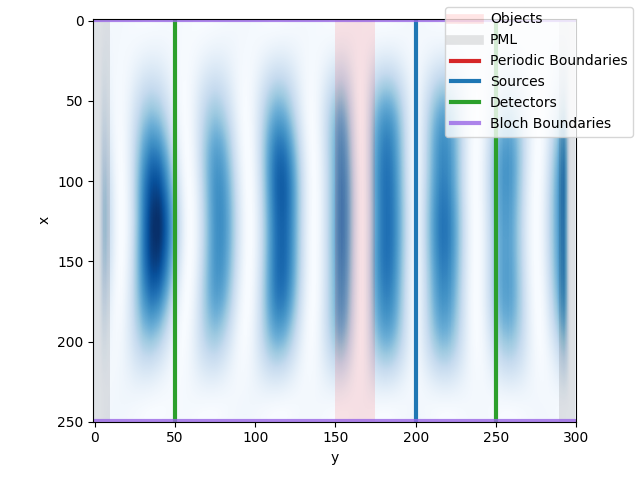 0
50
100
150
200
250
x
0
50
100
150
200
250
300
y
Objects
PML
Periodic Boundaries
Sources
Detectors
Bloch Boundaries